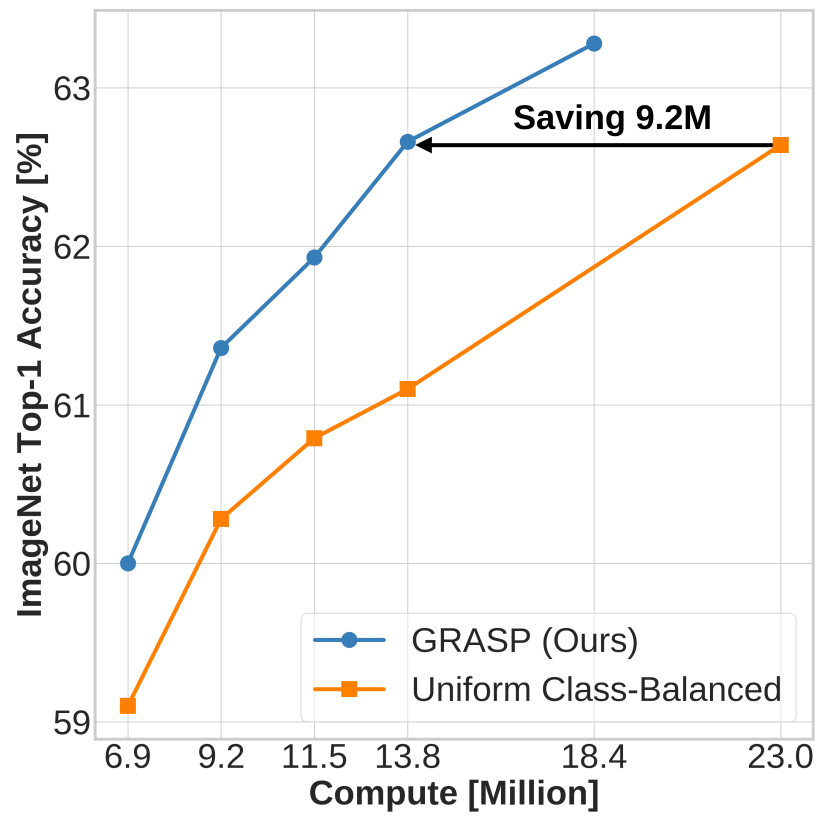 ImageNet Top-1 Accuracy [%]
63
62
61
60
59
Saving 9.2M
GRASP (Ours)
Uniform Class-Balanced
6.9 9.2 11.5 13.8 18.4 23.0
Compute [Million]